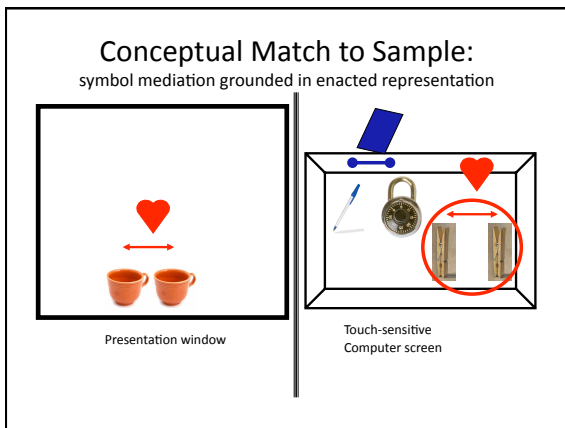 Conceptual Match to Sample:
symbol mediation grounded in enacted representation
Presentation window
Touch-sensitive
Computer screen